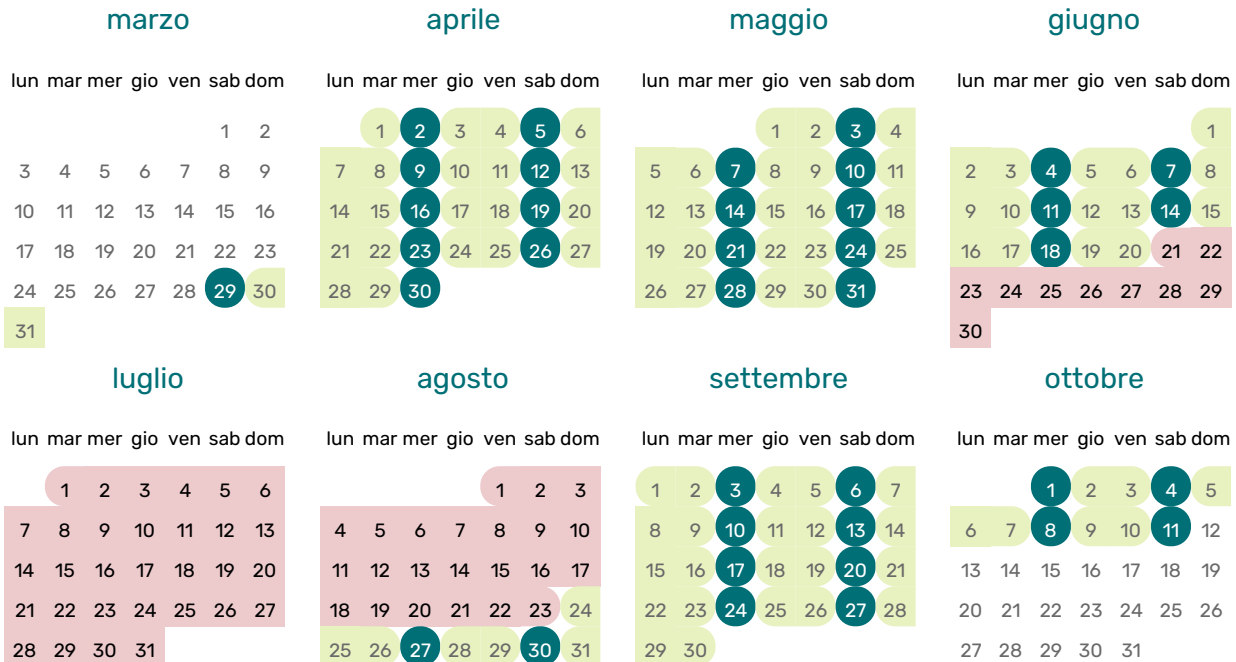 marzo aprile maggio giugno
lun mar mer gio ven sab dom lun mar mer gio ven sab dom lun mar mer gio ven sab dom lun mar mer gio ven sab dom
1 2 1 2 3 4 5 6 1 2 3 4 1
3 4 5 6 7 8 9 7 8 9 10 11 12 13 5 6 7 8 9 10 11 2 3 4 5 6 7 8
10 11 12 13 14 15 16 14 15 16 17 18 19 20 12 13 14 15 16 17 18 9 10 11 12 13 14 15
17 18 19 20 21 22 23 21 22 23 24 25 26 27 19 20 21 22 23 24 25 16 17 18 19 20 21 22
24 25 26 27 28 29 30 28 29 30 26 27 28 29 30 31 23 24 25 26 27 28 29
31 30
luglio agosto settembre ottobre
lun mar mer gio ven sab dom lun mar mer gio ven sab dom lun mar mer gio ven sab dom lun mar mer gio ven sab dom
1 2 3 4 5 6 1 2 3 1 2 3 4 5 6 7 1 2 3 4 5
7 8 9 10 11 12 13 4 5 6 7 8 9 10 8 9 10 11 12 13 14 6 7 8 9 10 11 12
14 15 16 17 18 19 20 11 12 13 14 15 16 17 15 16 17 18 19 20 21 13 14 15 16 17 18 19
21 22 23 24 25 26 27 18 19 20 21 22 23 24 22 23 24 25 26 27 28 20 21 22 23 24 25 26
28 29 30 31 25 26 27 28 29 30 31 29 30 27 28 29 30 31